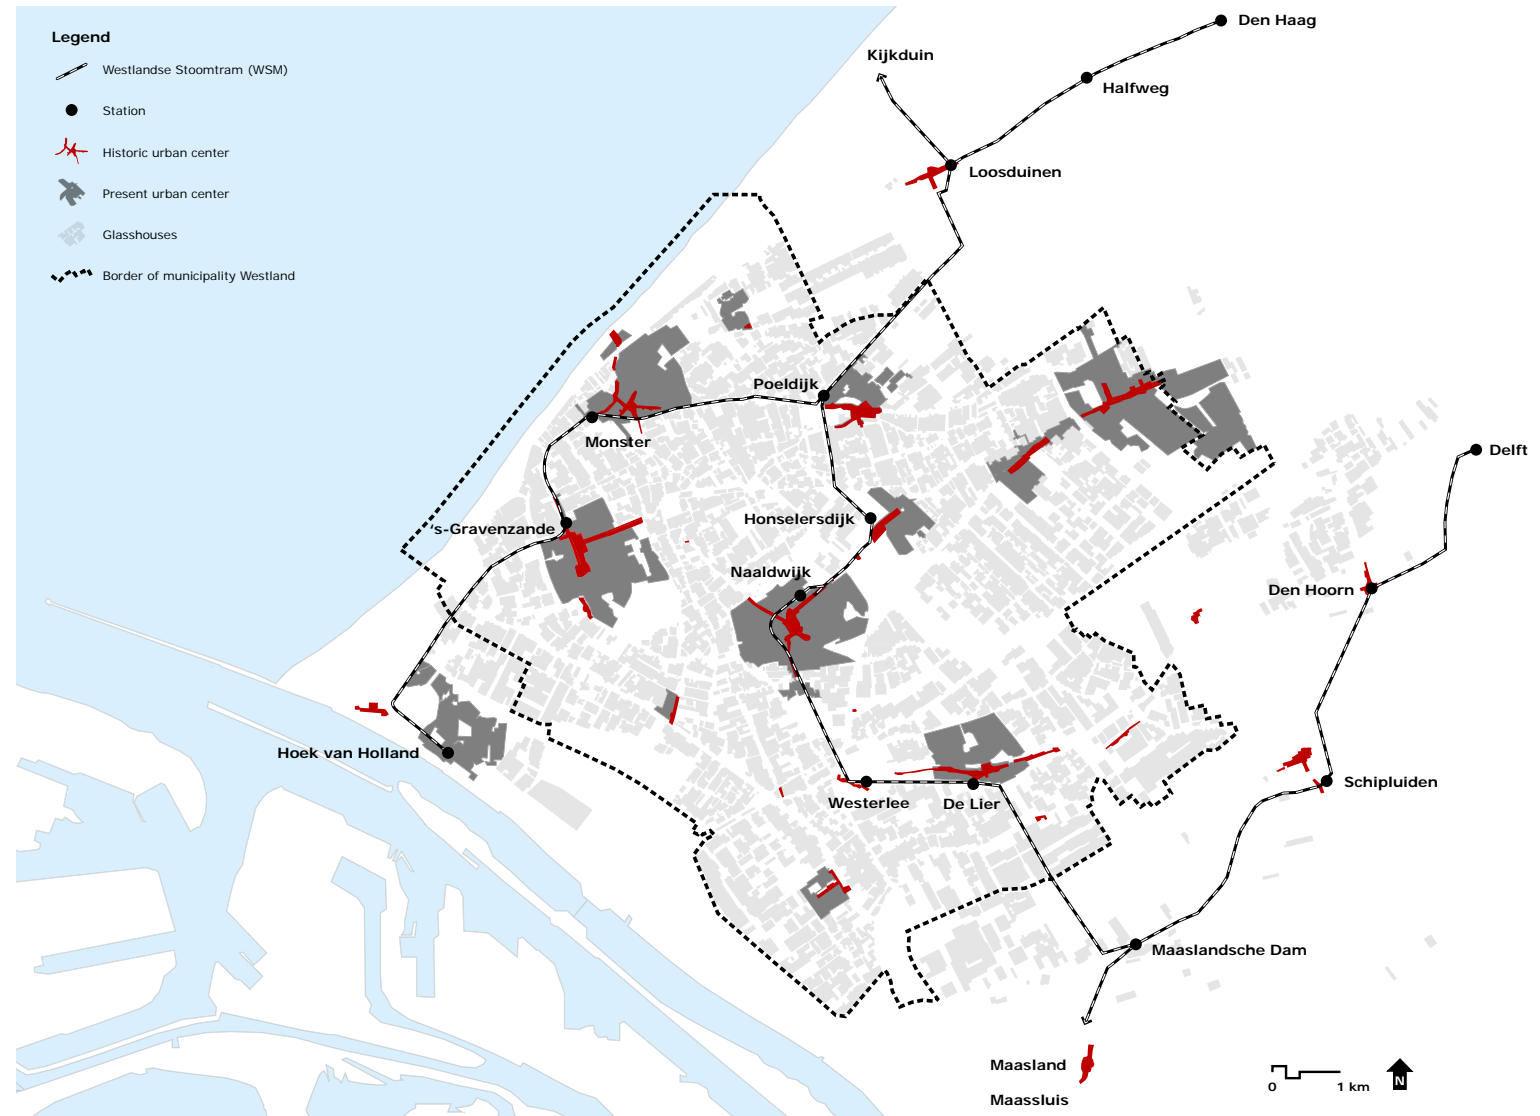 Legend
Westlandse Stoomtram (WSM)
Station
Historic urban center
Present urban center
Glasshouses
Border of municipality Westland
Den Haag
Kijkduin
Halfweg
Loosduinen
Poeldijk
Monster
Delft
's-Gravenzande
Honselersdijk
Naaldwijk
Den Hoorn
Hoek van Holland
Westerlee
De Lier
Schipluiden
Maaslandsche Dam
Maasland
Maassluis
0 1 km
N